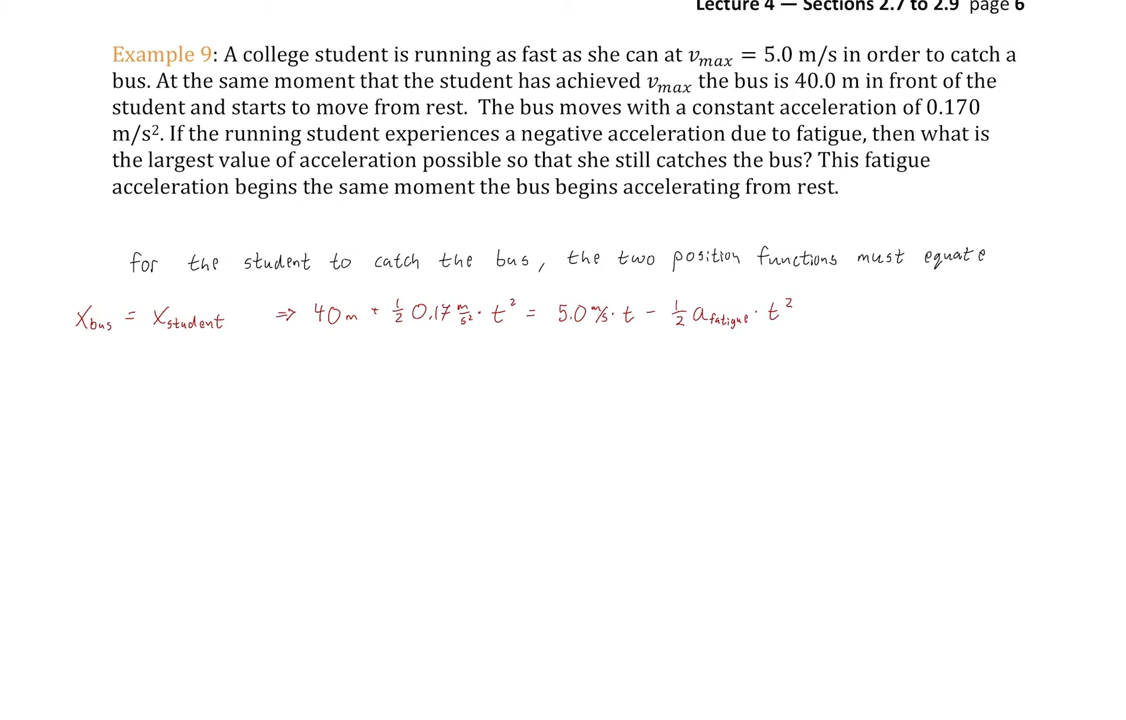 Lecture 4 — Sections 2.7 to 2.9 page 6
Example 9: A college student is running as fast as she can at vₘₐₓ = 5.0 m/s in order to catch a
bus. At the same moment that the student has achieved vₘₐₓ the bus is 40.0 m in front of the
student and starts to move from rest. The bus moves with a constant acceleration of 0.170
m/s². If the running student experiences a negative acceleration due to fatigue, then what is
the largest value of acceleration possible so that she still catches the bus? This fatigue
acceleration begins the same moment the bus begins accelerating from rest.
for the student to catch the bus, the two position functions must equate
X_bus = X_student ⇒ 40m + 1/2 0.17 m/s² · t² = 5.0 m/s · t − 1/2 a_fatigue · t²